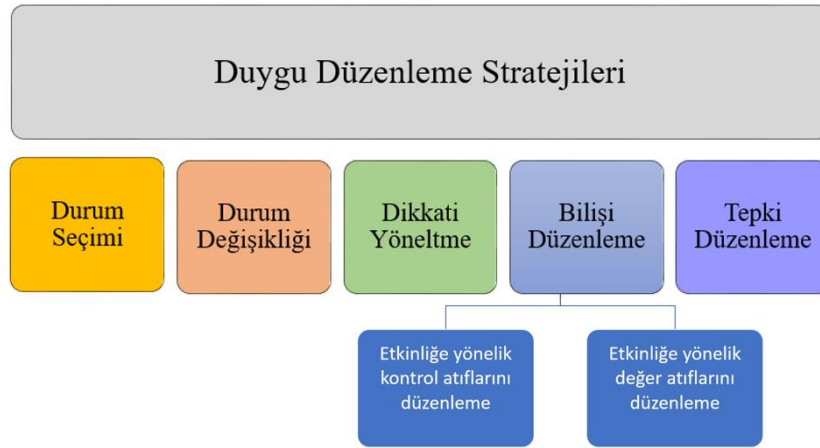 Duygu Düzenleme Stratejileri
Durum
Seçimi
Durum
Değişikliği
Dikkati
Yöneltme
Bilişi
Düzenleme
Tepki
Düzenleme
Etkinliğe yönelik
kontrol atıflarını
düzenleme
Etkinliğe yönelik
değer atıflarını
düzenleme